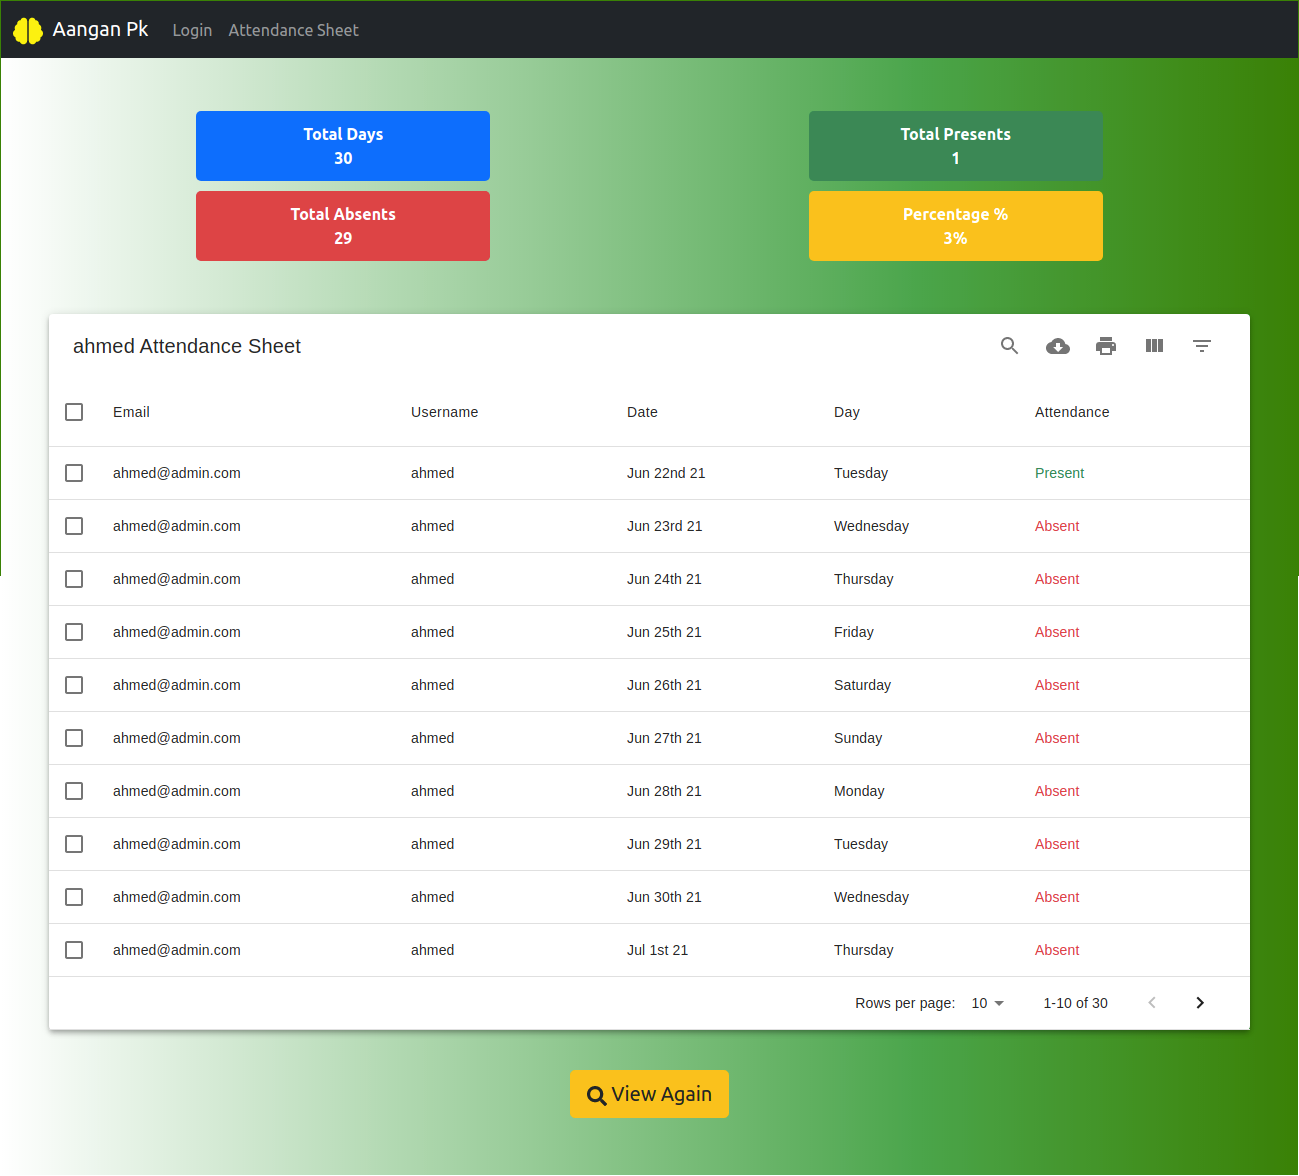 Aangan Pk Login Attendance Sheet
Total Days
30
Total Presents
1
Total Absents
29
Percentage %
3%
ahmed Attendance Sheet
Email Username Date Day Attendance
ahmed@admin.com ahmed Jun 22nd 21 Tuesday Present
ahmed@admin.com ahmed Jun 23rd 21 Wednesday Absent
ahmed@admin.com ahmed Jun 24th 21 Thursday Absent
ahmed@admin.com ahmed Jun 25th 21 Friday Absent
ahmed@admin.com ahmed Jun 26th 21 Saturday Absent
ahmed@admin.com ahmed Jun 27th 21 Sunday Absent
ahmed@admin.com ahmed Jun 28th 21 Monday Absent
ahmed@admin.com ahmed Jun 29th 21 Tuesday Absent
ahmed@admin.com ahmed Jun 30th 21 Wednesday Absent
ahmed@admin.com ahmed Jul 1st 21 Thursday Absent
Rows per page: 10 1-10 of 30
View Again